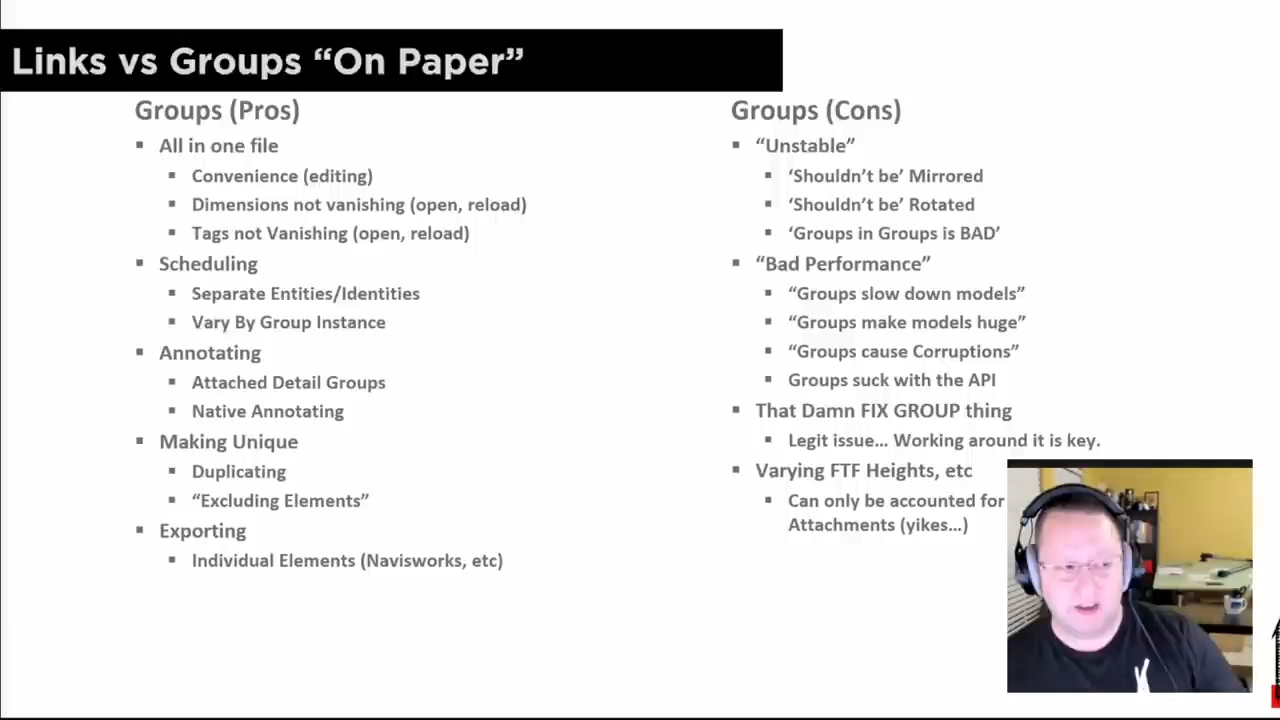 Links vs Groups “On Paper”
Groups (Pros)
All in one file
Convenience (editing)
Dimensions not vanishing (open, reload)
Tags not Vanishing (open, reload)
Scheduling
Separate Entities/Identities
Vary By Group Instance
Annotating
Attached Detail Groups
Native Annotating
Making Unique
Duplicating
“Excluding Elements”
Exporting
Individual Elements (Navisworks, etc)
Groups (Cons)
“Unstable”
‘Shouldn’t be’ Mirrored
‘Shouldn’t be’ Rotated
‘Groups in Groups is BAD’
“Bad Performance”
“Groups slow down models”
“Groups make models huge”
“Groups cause Corruptions”
Groups suck with the API
That Damn FIX GROUP thing
Legit issue… Working around it is key.
Varying FTF Heights, etc
Can only be accounted for
Attachments (yikes…)